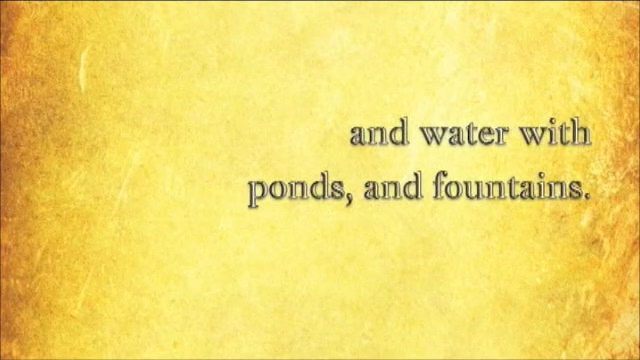 and water with
ponds, and fountains.